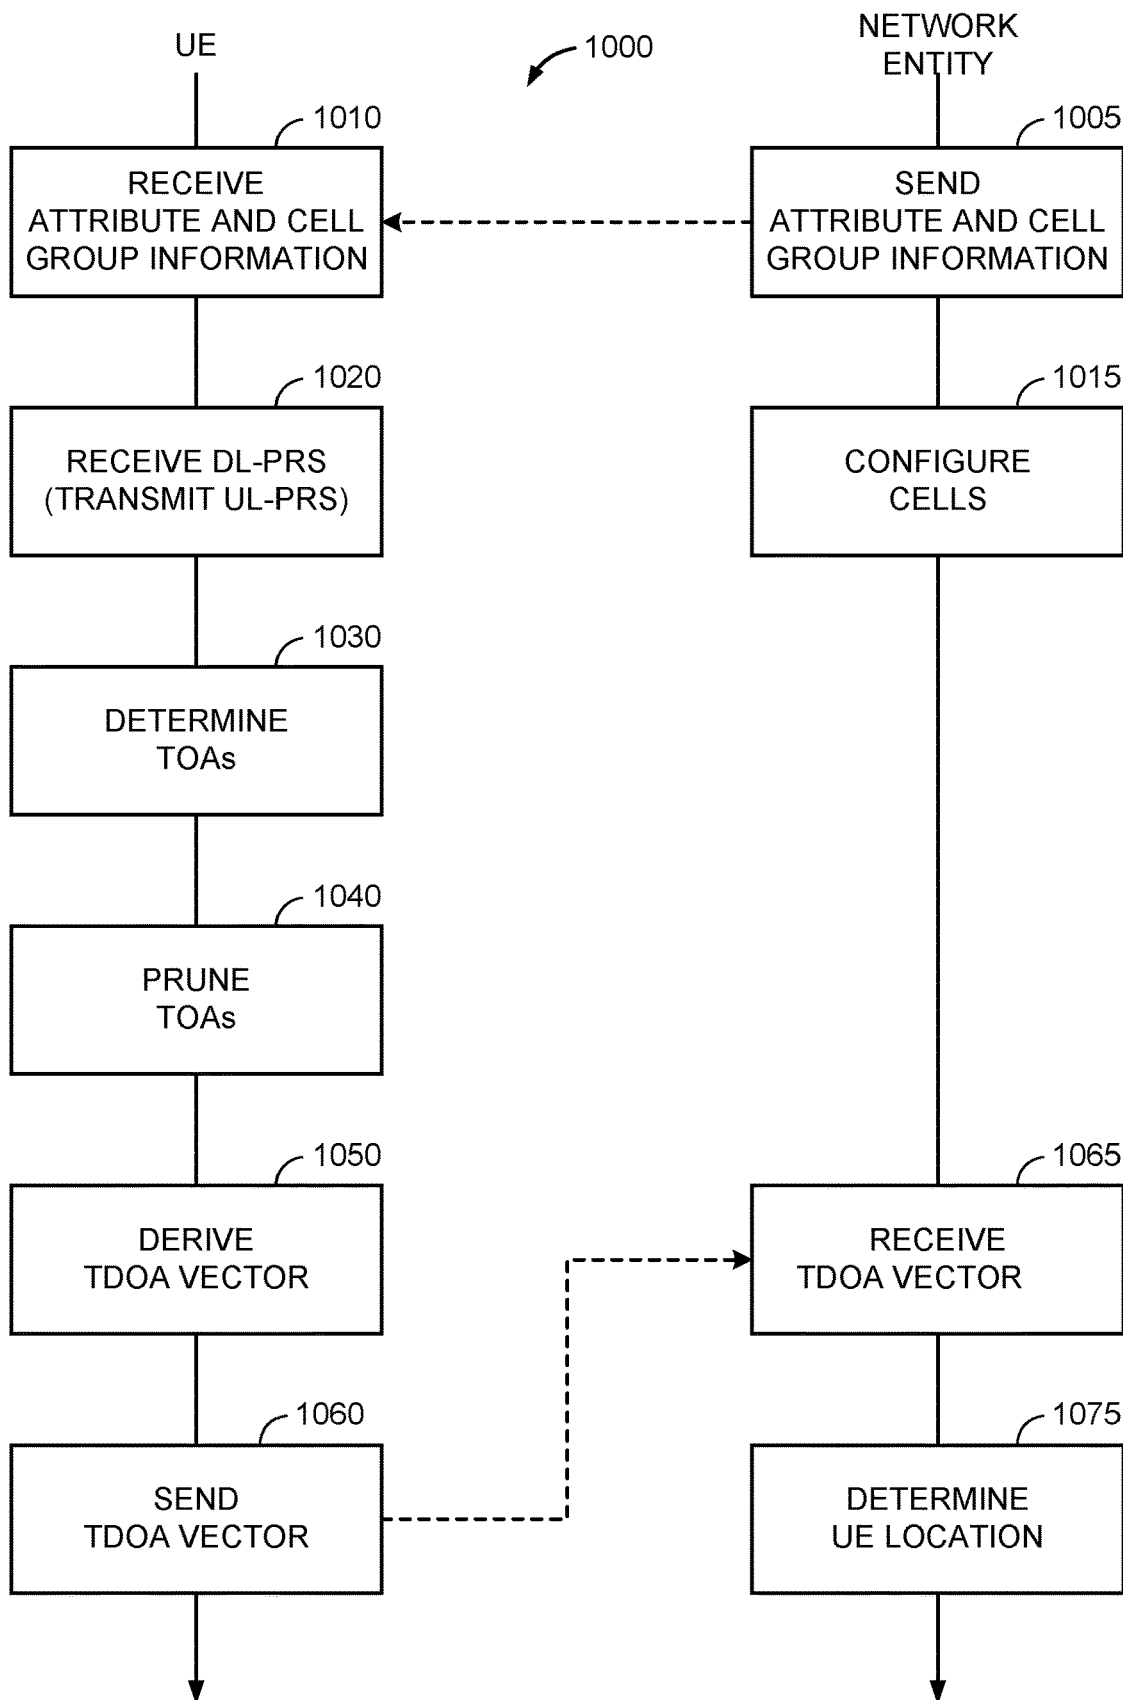 UE
1000
NETWORK
ENTITY
1010
RECEIVE
ATTRIBUTE AND CELL
GROUP INFORMATION
1005
SEND
ATTRIBUTE AND CELL
GROUP INFORMATION
1020
RECEIVE DL-PRS
(TRANSMIT UL-PRS)
1015
CONFIGURE
CELLS
1030
DETERMINE
TOAs
1040
PRUNE
TOAs
1050
DERIVE
TDOA VECTOR
1065
RECEIVE
TDOA VECTOR
1060
SEND
TDOA VECTOR
1075
DETERMINE
UE LOCATION